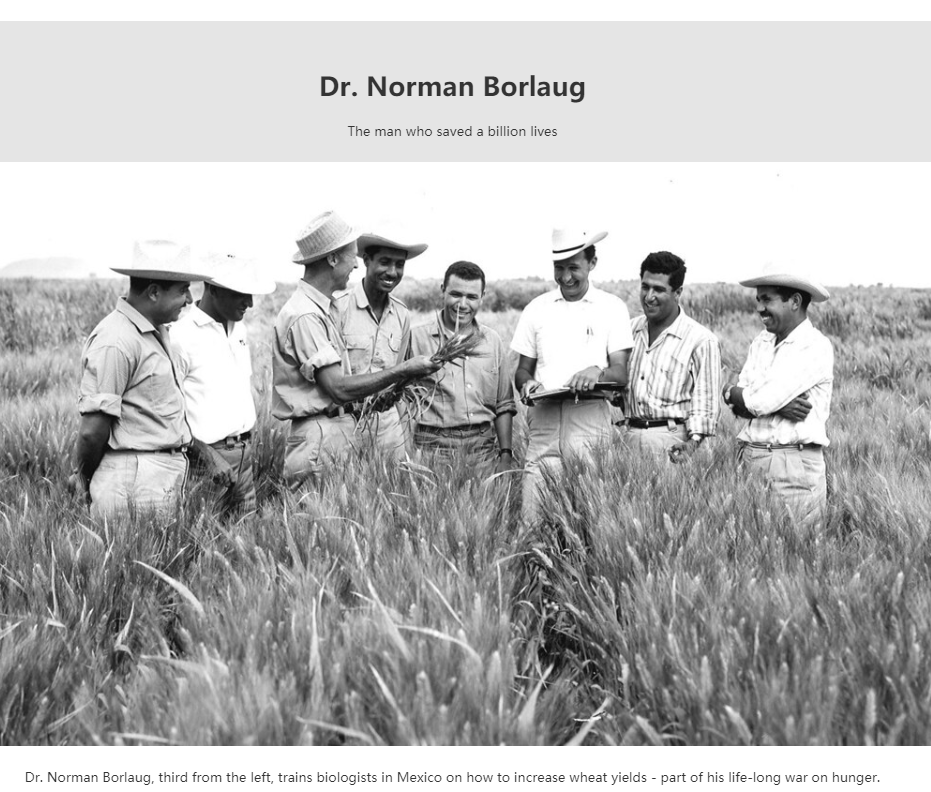 Dr. Norman Borlaug
The man who saved a billion lives
Dr. Norman Borlaug, third from the left, trains biologists in Mexico on how to increase wheat yields - part of his life-long war on hunger.